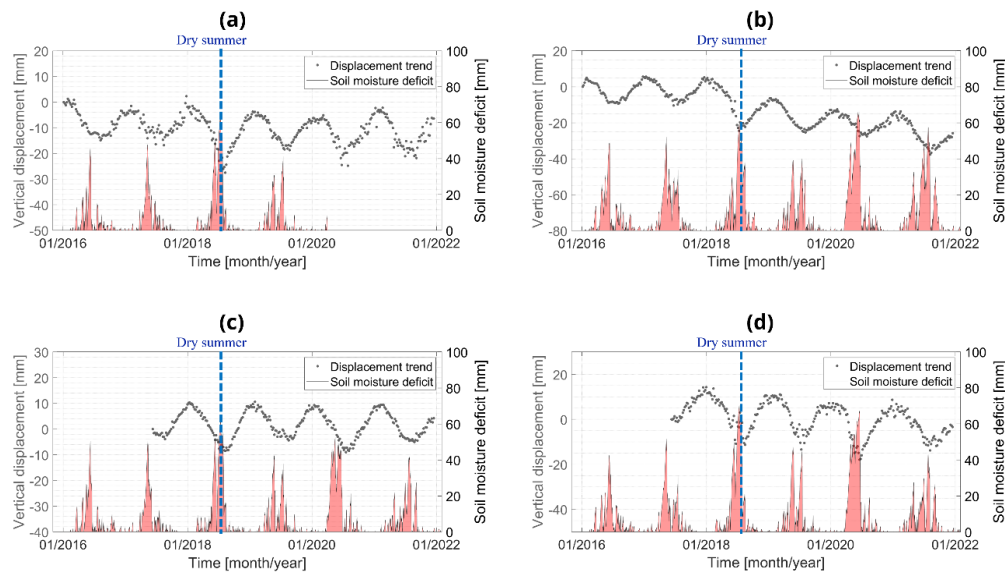 (a)
Dry summer
Displacement trend
Soil moisture deficit
Vertical displacement [mm]
20
10
0
-10
-20
-30
-40
-50
Soil moisture deficit [mm]
100
80
60
40
20
0
01/2016
01/2018
01/2020
01/2022
Time [month/year]
(b)
Dry summer
Displacement trend
Soil moisture deficit
Vertical displacement [mm]
20
0
-20
-40
-60
-80
Soil moisture deficit [mm]
100
80
60
40
20
0
01/2016
01/2018
01/2020
01/2022
Time [month/year]
(c)
Dry summer
Displacement trend
Soil moisture deficit
Vertical displacement [mm]
30
20
10
0
-10
-20
-30
-40
Soil moisture deficit [mm]
100
80
60
40
20
0
01/2016
01/2018
01/2020
01/2022
Time [month/year]
(d)
Dry summer
Displacement trend
Soil moisture deficit
Vertical displacement [mm]
20
0
-20
-40
Soil moisture deficit [mm]
100
80
60
40
20
0
01/2016
01/2018
01/2020
01/2022
Time [month/year]